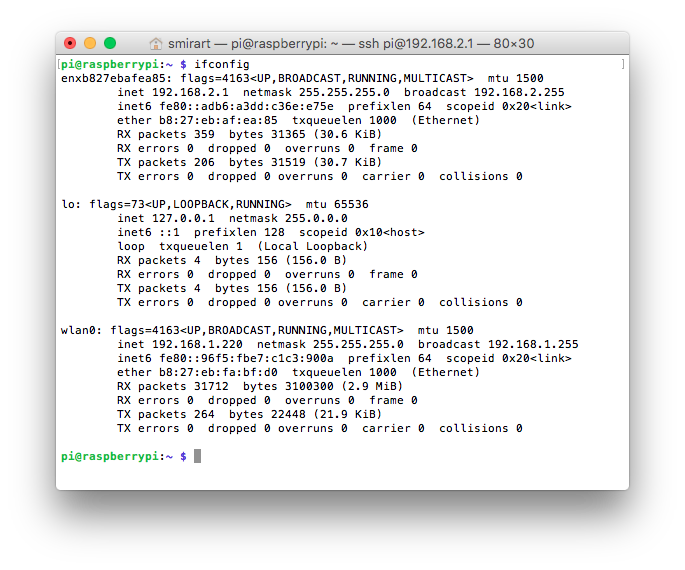 smirart — pi@raspberrypi: ~ — ssh pi@192.168.2.1 — 80×30
[pi@raspberrypi:~ $ ifconfig ]
enxb827ebafea85: flags=4163<UP,BROADCAST,RUNNING,MULTICAST>  mtu 1500
        inet 192.168.2.1  netmask 255.255.255.0  broadcast 192.168.2.255
        inet6 fe80::adb6:a3dd:c36e:e75e  prefixlen 64  scopeid 0x20<link>
        ether b8:27:eb:af:ea:85  txqueuelen 1000  (Ethernet)
        RX packets 359  bytes 31365 (30.6 KiB)
        RX errors 0  dropped 0  overruns 0  frame 0
        TX packets 206  bytes 31519 (30.7 KiB)
        TX errors 0  dropped 0 overruns 0  carrier 0  collisions 0
lo: flags=73<UP,LOOPBACK,RUNNING>  mtu 65536
        inet 127.0.0.1  netmask 255.0.0.0
        inet6 ::1  prefixlen 128  scopeid 0x10<host>
        loop  txqueuelen 1  (Local Loopback)
        RX packets 4  bytes 156 (156.0 B)
        RX errors 0  dropped 0  overruns 0  frame 0
        TX packets 4  bytes 156 (156.0 B)
        TX errors 0  dropped 0 overruns 0  carrier 0  collisions 0
wlan0: flags=4163<UP,BROADCAST,RUNNING,MULTICAST>  mtu 1500
        inet 192.168.1.220  netmask 255.255.255.0  broadcast 192.168.1.255
        inet6 fe80::96f5:fbe7:c1c3:900a  prefixlen 64  scopeid 0x20<link>
        ether b8:27:eb:fa:bf:d0  txqueuelen 1000  (Ethernet)
        RX packets 31712  bytes 3100300 (2.9 MiB)
        RX errors 0  dropped 0  overruns 0  frame 0
        TX packets 264  bytes 22448 (21.9 KiB)
        TX errors 0  dropped 0 overruns 0  carrier 0  collisions 0
pi@raspberrypi:~ $